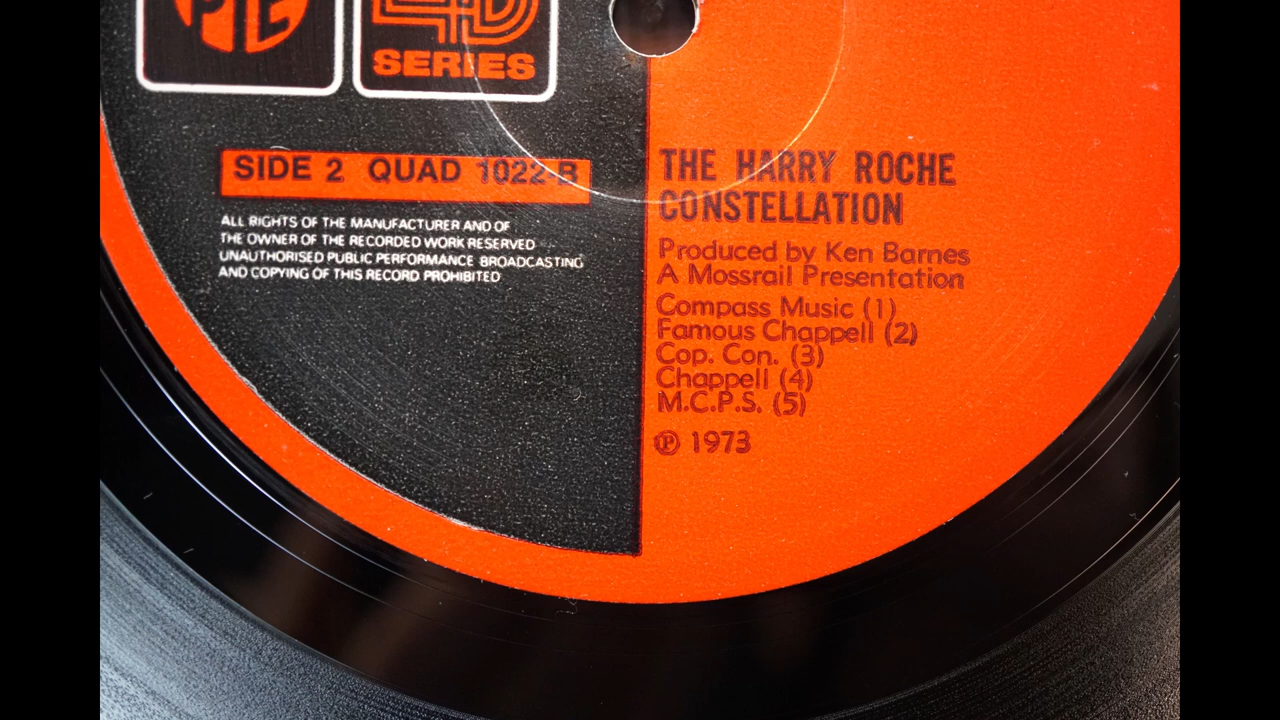 PYE
4D
SERIES
SIDE 2 QUAD 1022-B
ALL RIGHTS OF THE MANUFACTURER AND OF
THE OWNER OF THE RECORDED WORK RESERVED
UNAUTHORISED PUBLIC PERFORMANCE BROADCASTING
AND COPYING OF THIS RECORD PROHIBITED
THE HARRY ROCHE
CONSTELLATION
Produced by Ken Barnes
A Mossrail Presentation
Compass Music (1)
Famous Chappell (2)
Cop. Con. (3)
Chappell (4)
M.C.P.S. (5)
℗ 1973